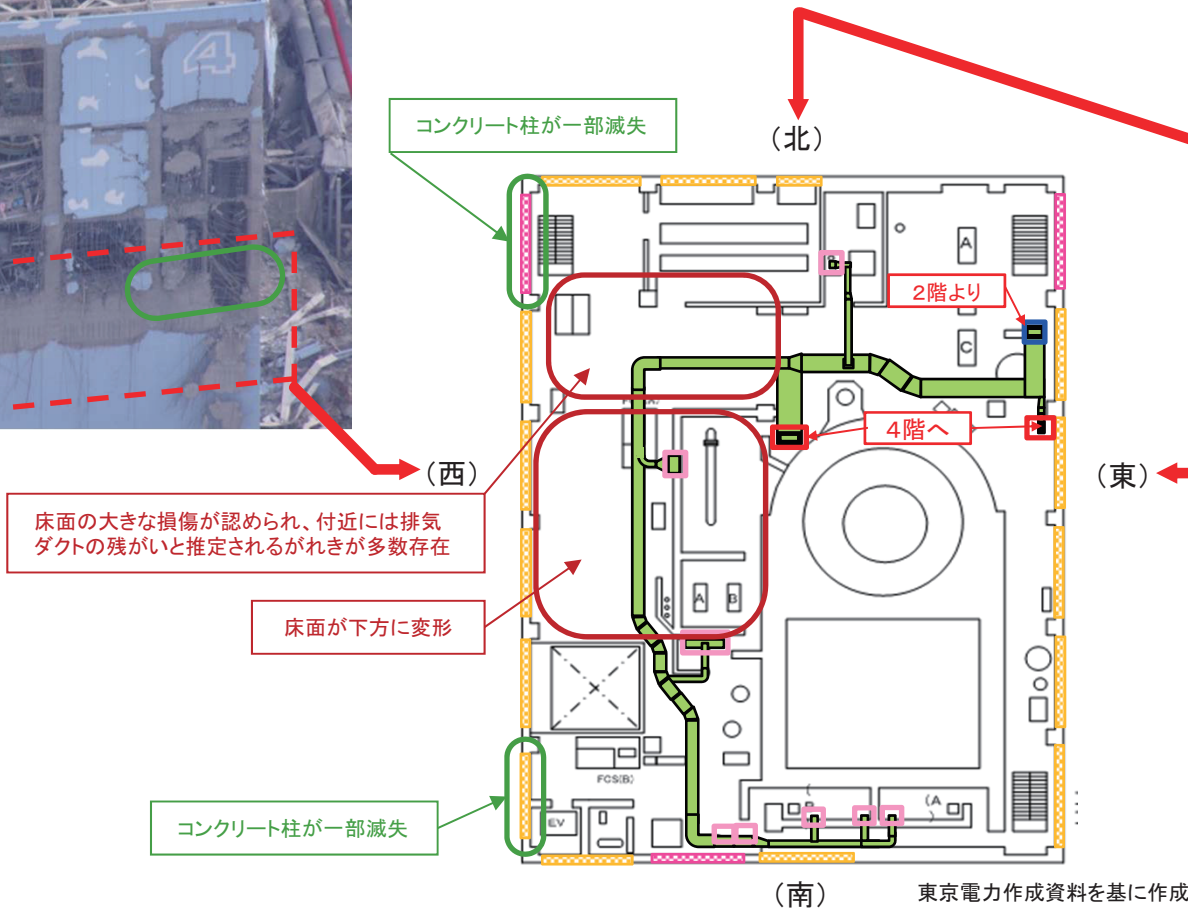 4
コンクリート柱が一部滅失
(北)
A
2階より
C
4階へ
(西)
(東)
床面の大きな損傷が認められ、付近には排気
ダクトの残がいと推定されるがれきが多数存在
A B
床面が下方に変形
FCS(B)
(A
)
EV
コンクリート柱が一部滅失
(南)
東京電力作成資料を基に作成